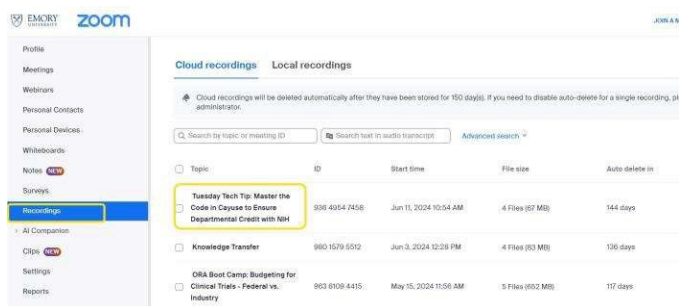 EMORY
UNIVERSITY
zoom
JOIN A M
Profile
Meetings
Webinars
Personal Contacts
Personal Devices
Whiteboards
Notes NEW
Surveys
Recordings
AI Companion
Clips NEW
Settings
Reports
Cloud recordings Local recordings
Cloud recordings will be deleted automatically after they have been stored for 150 day(s). If you need to disable auto-delete for a single recording, pl
administrator.
Search by topic or meeting ID
Search text in audio transcript
Advanced search
Topic ID Start time File size Auto delete in
Tuesday Tech Tip: Master the
Code in Cayuse to Ensure 936 4954 7458 Jun 11, 2024 10:54 AM 4 Files (67 MB) 144 days
Departmental Credit with NIH
Knowledge Transfer 980 1579 5512 Jun 3, 2024 12:28 PM 4 Files (63 MB) 136 days
ORA Boot Camp: Budgeting for
Clinical Trials - Federal vs. 963 6109 4415 May 15, 2024 11:56 AM 5 Files (652 MB) 117 days
Industry